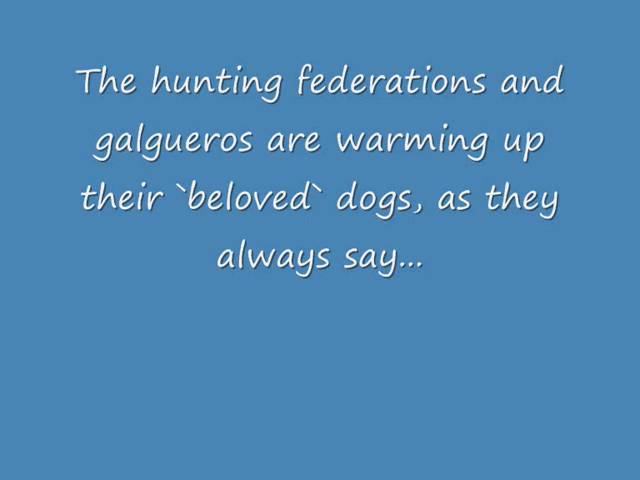 The hunting federations and
galgueros are warming up
their `beloved` dogs, as they
always say...